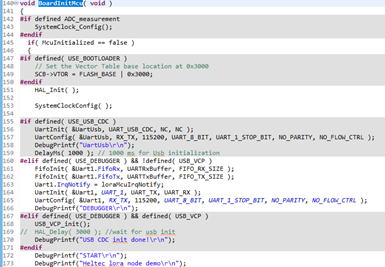 140 void BoardInitMcu( void )
141 {
142 #if defined ADC_measurement
143 SystemClock_Config();
144 #endif
145 if( McuInitialized == false )
146 {
147 #if defined( USE_BOOTLOADER )
148 // Set the Vector Table base location at 0x3000
149 SCB->VTOR = FLASH_BASE | 0x3000;
150 #endif
151 HAL_Init( );
152
153 SystemClockConfig( );
154
155 #if defined( USE_USB_CDC )
156 UartInit( &UartUsb, UART_USB_CDC, NC, NC );
157 UartConfig( &UartUsb, RX_TX, 115200, UART_8_BIT, UART_1_STOP_BIT, NO_PARITY, NO_FLOW_CTRL );
158 DebugPrintf("UartUsb\r\n");
159 DelayMs( 1000 ); // 1000 ms for Usb initialization
160 #elif defined( USE_DEBUGGER ) && !defined( USB_VCP )
161 FifoInit( &Uart1.FifoRx, UARTRxBuffer, FIFO_RX_SIZE );
162 FifoInit( &Uart1.FifoTx, UARTTxBuffer, FIFO_TX_SIZE );
163 Uart1.IrqNotify = loraMcuIrqNotify;
164 UartInit( &Uart1, UART_1, UART_TX, UART_RX );
165 UartConfig( &Uart1, RX_TX, 115200, UART_8_BIT, UART_1_STOP_BIT, NO_PARITY, NO_FLOW_CTRL );
166 DebugPrintf("DEBUGGER\r\n");
167 #elif defined( USE_DEBUGGER ) && defined( USB_VCP )
168 USB_VCP_init();
169 // HAL_Delay( 3000 ); //wait for usb init
170 DebugPrintf("USB CDC init done!\r\n");
171 #endif
172 DebugPrintf("START\r\n");
173 DebugPrintf("Heltec lora node demo\r\n");